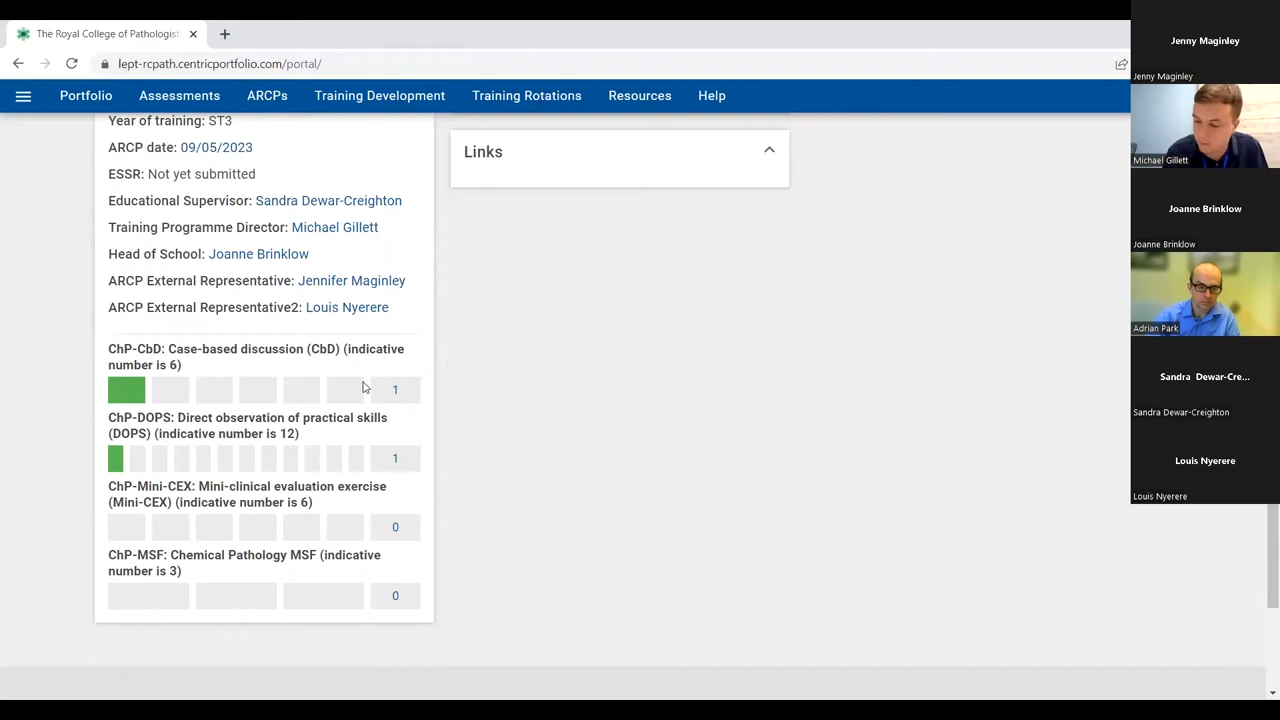 The Royal College of Pathologist
lept-rcpath.centricportfolio.com/portal/
Portfolio Assessments ARCPs Training Development Training Rotations Resources Help
Year of training: ST3
ARCP date: 09/05/2023
ESSR: Not yet submitted
Educational Supervisor: Sandra Dewar-Creighton
Training Programme Director: Michael Gillett
Head of School: Joanne Brinklow
ARCP External Representative: Jennifer Maginley
ARCP External Representative2: Louis Nyerere
ChP-CbD: Case-based discussion (CbD) (indicative
number is 6)
1
ChP-DOPS: Direct observation of practical skills
(DOPS) (indicative number is 12)
1
ChP-Mini-CEX: Mini-clinical evaluation exercise
(Mini-CEX) (indicative number is 6)
0
ChP-MSF: Chemical Pathology MSF (indicative
number is 3)
0
Links
Jenny Maginley
Jenny Maginley
Michael Gillett
Joanne Brinklow
Joanne Brinklow
Adrian Park
Sandra Dewar-Cre...
Sandra Dewar-Creighton
Louis Nyerere
Louis Nyerere